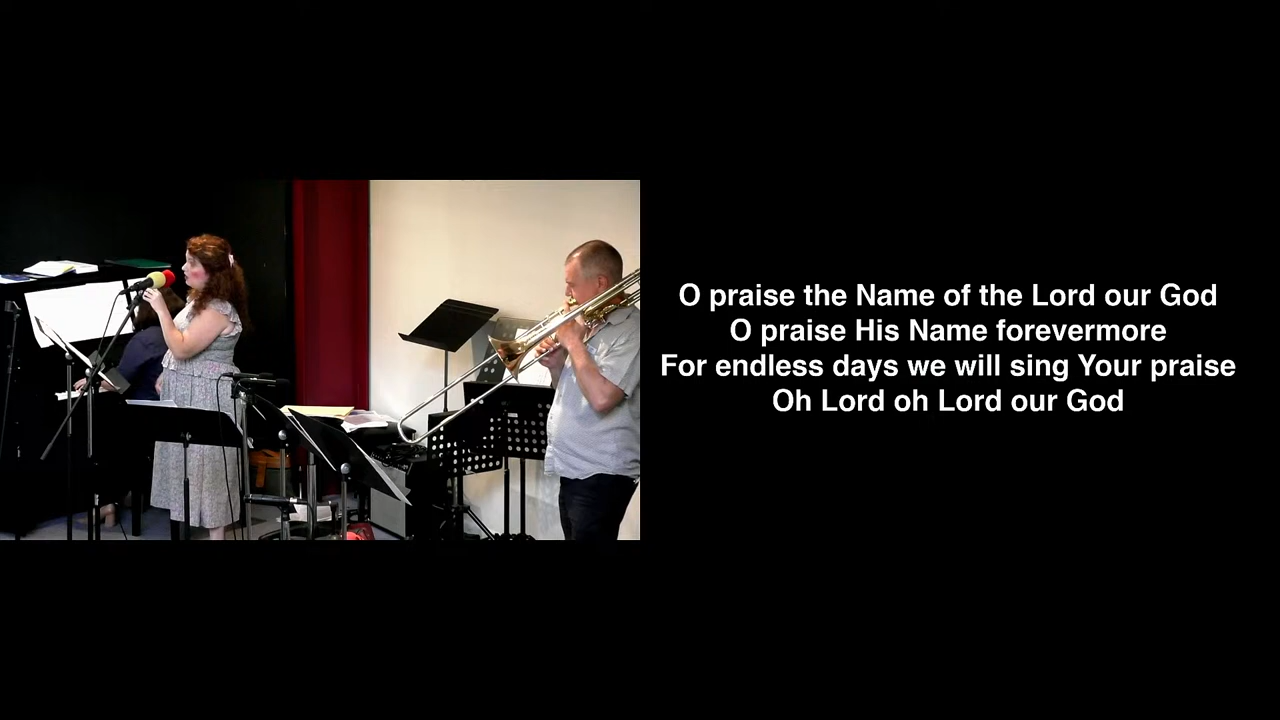 O praise the Name of the Lord our God
O praise His Name forevermore
For endless days we will sing Your praise
Oh Lord oh Lord our God